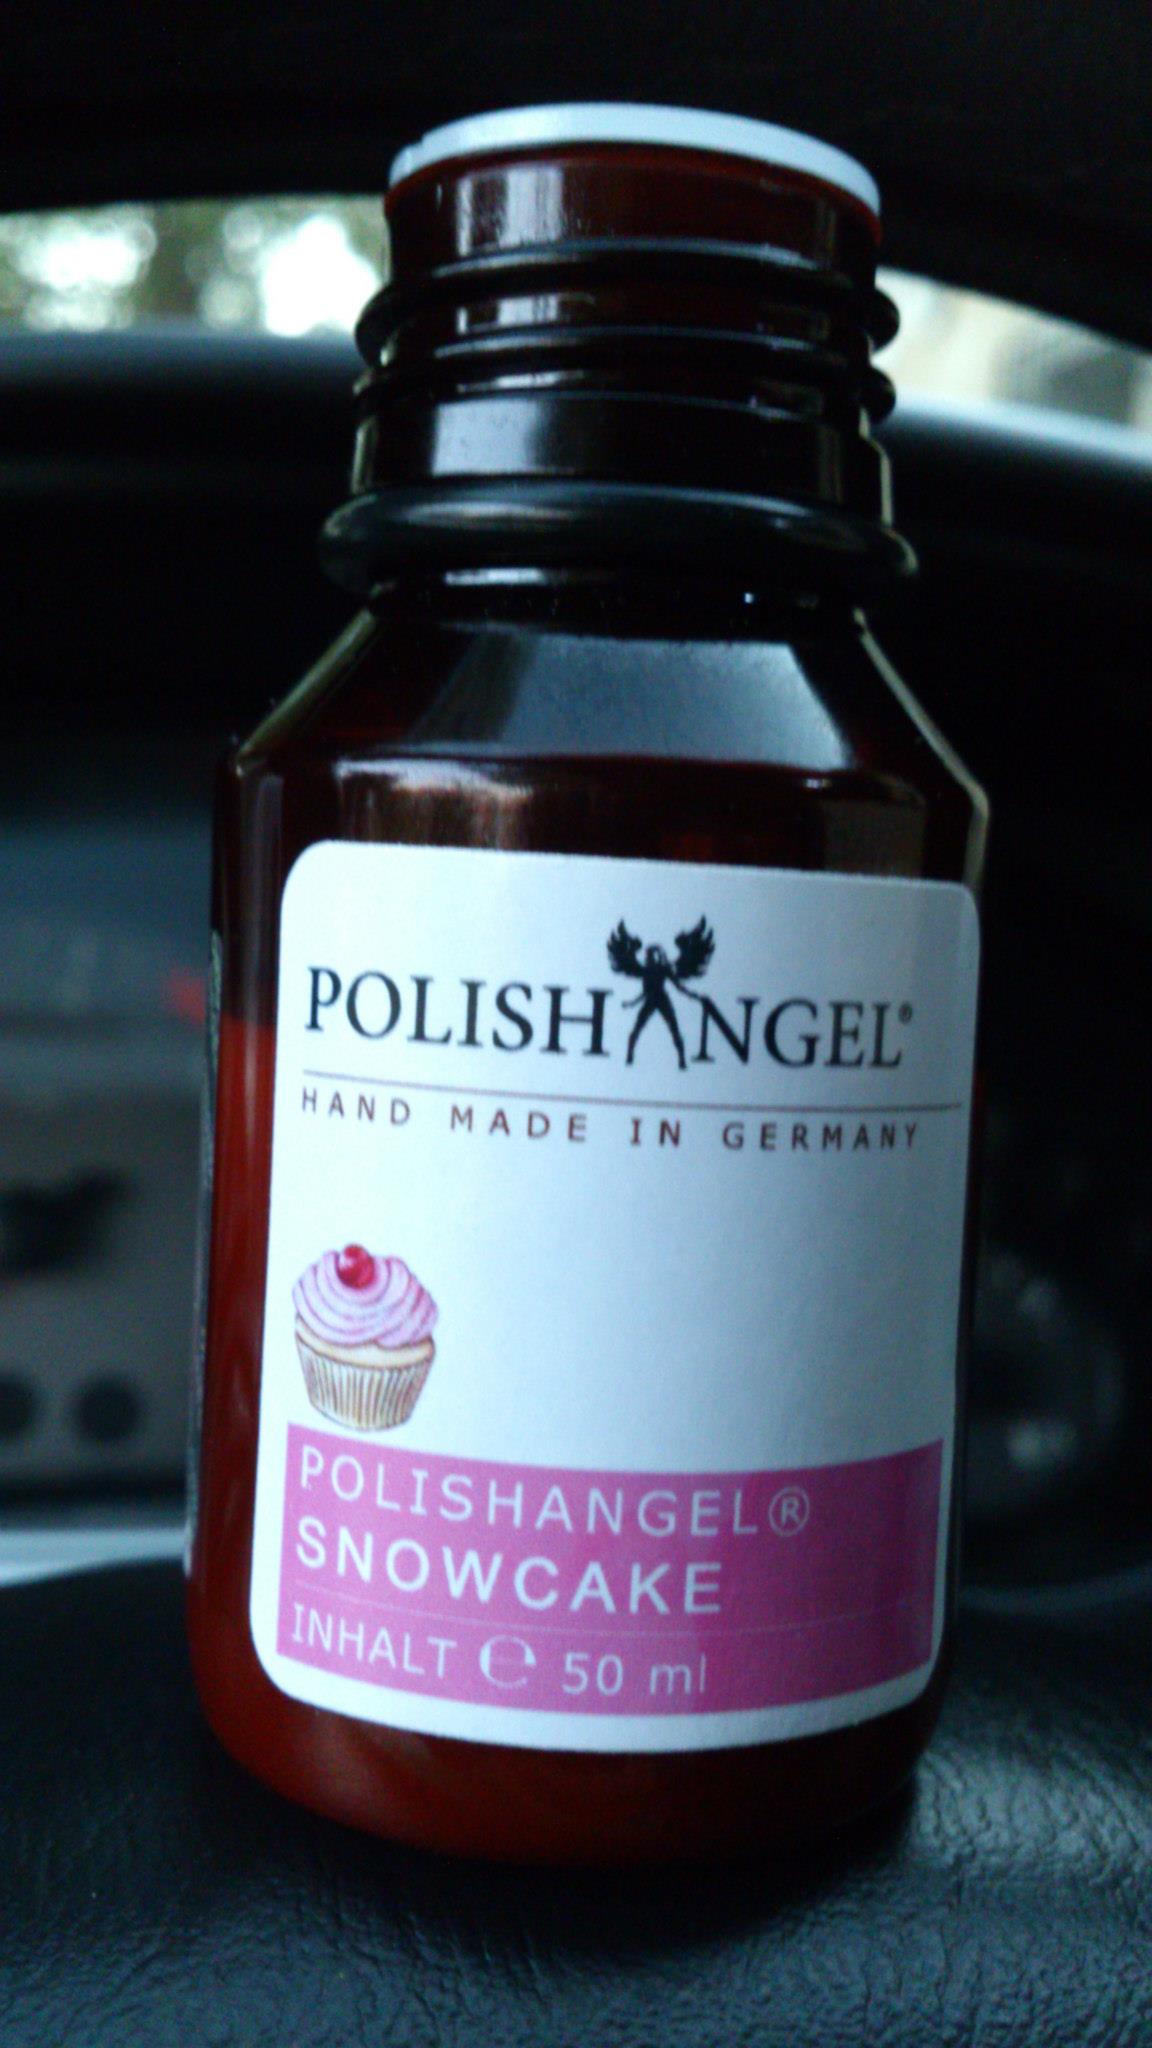 POLISHANGEL®
HAND MADE IN GERMANY
POLISHANGEL®
SNOWCAKE
INHALT ℮ 50 ml